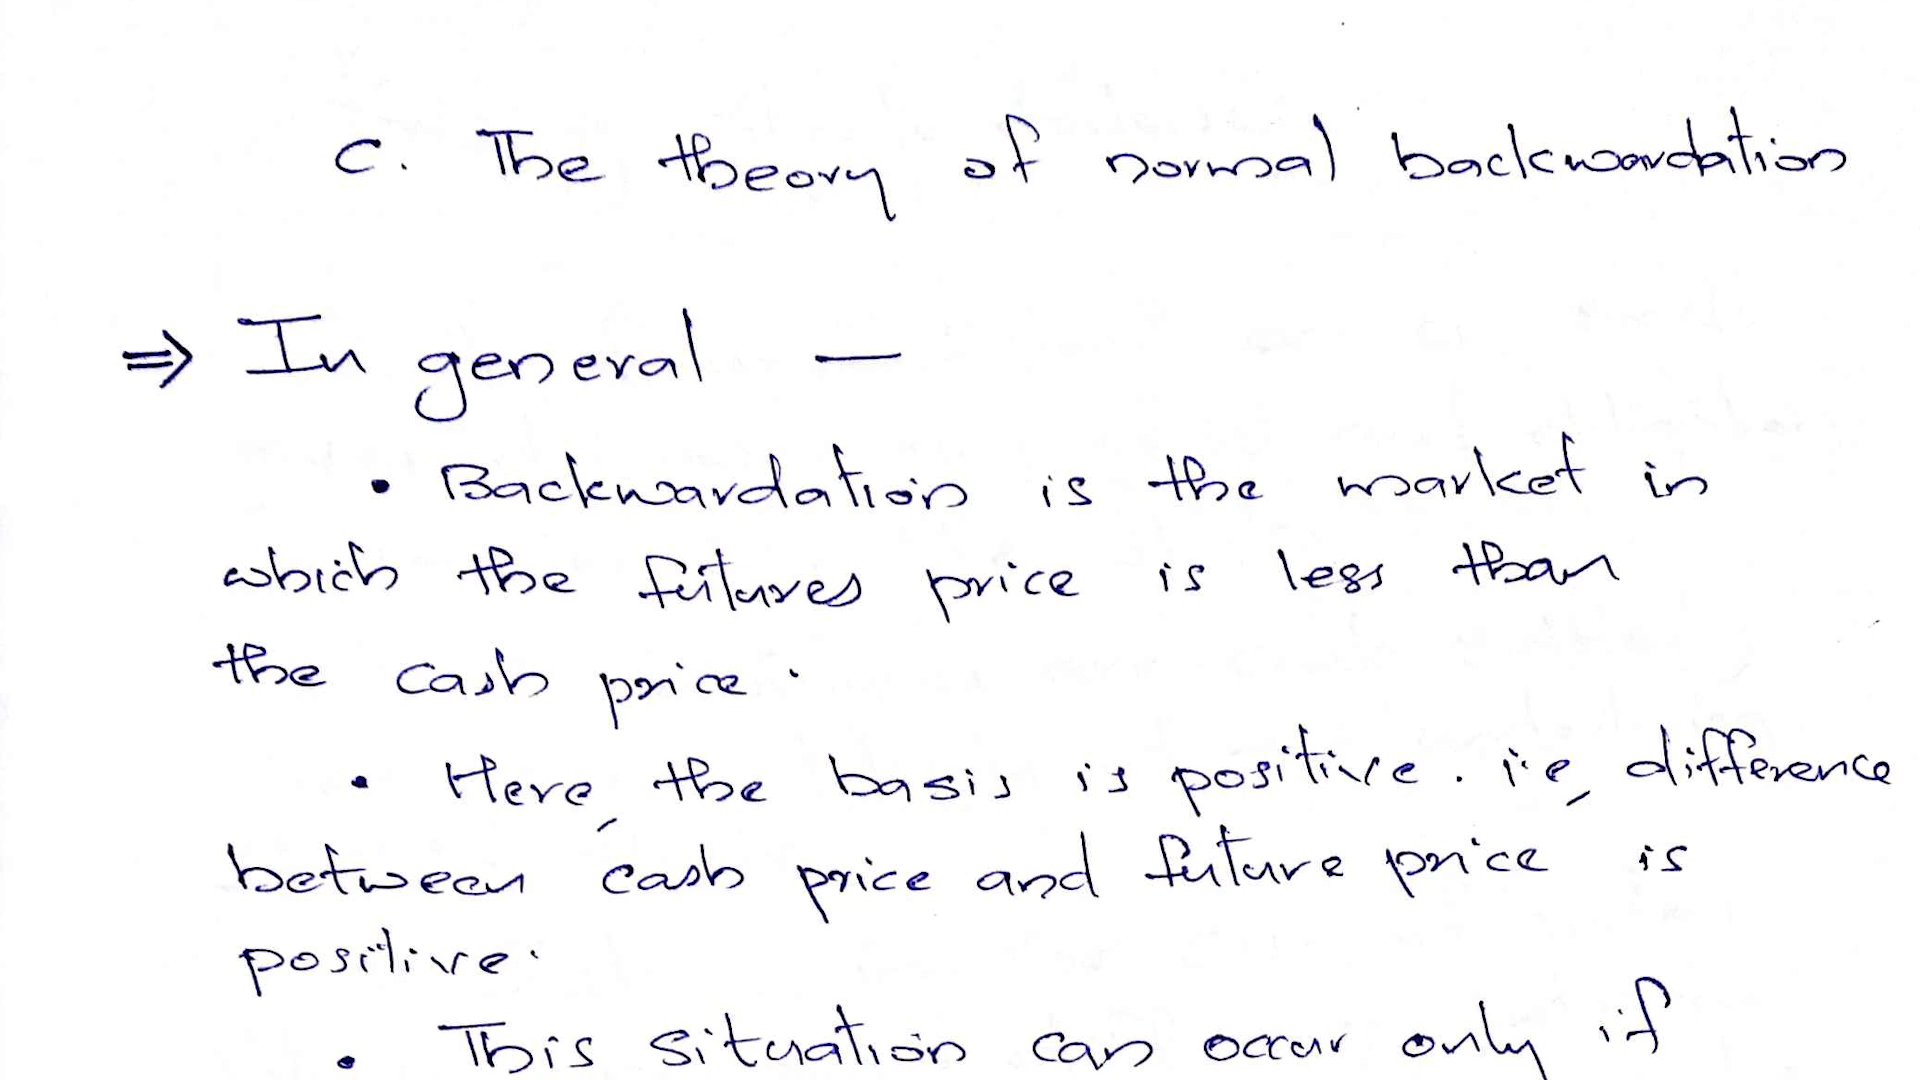 C. The theory of normal backwardation
⇒ In general —
• Backwardation is the market in
which the futures price is less than
the cash price.
• Here, the basis is positive. i.e, difference
between cash price and future price is
positive.
• This situation can occur only if